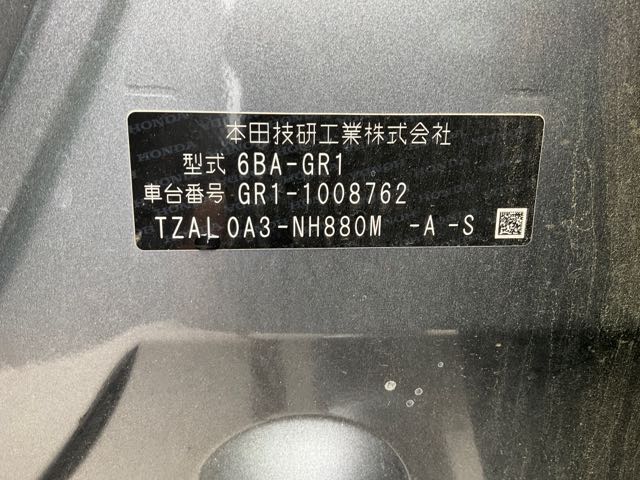 本田技研工業株式会社
型式 6BA-GR1
車台番号 GR1-1008762
TZAL0A3-NH880M -A -S